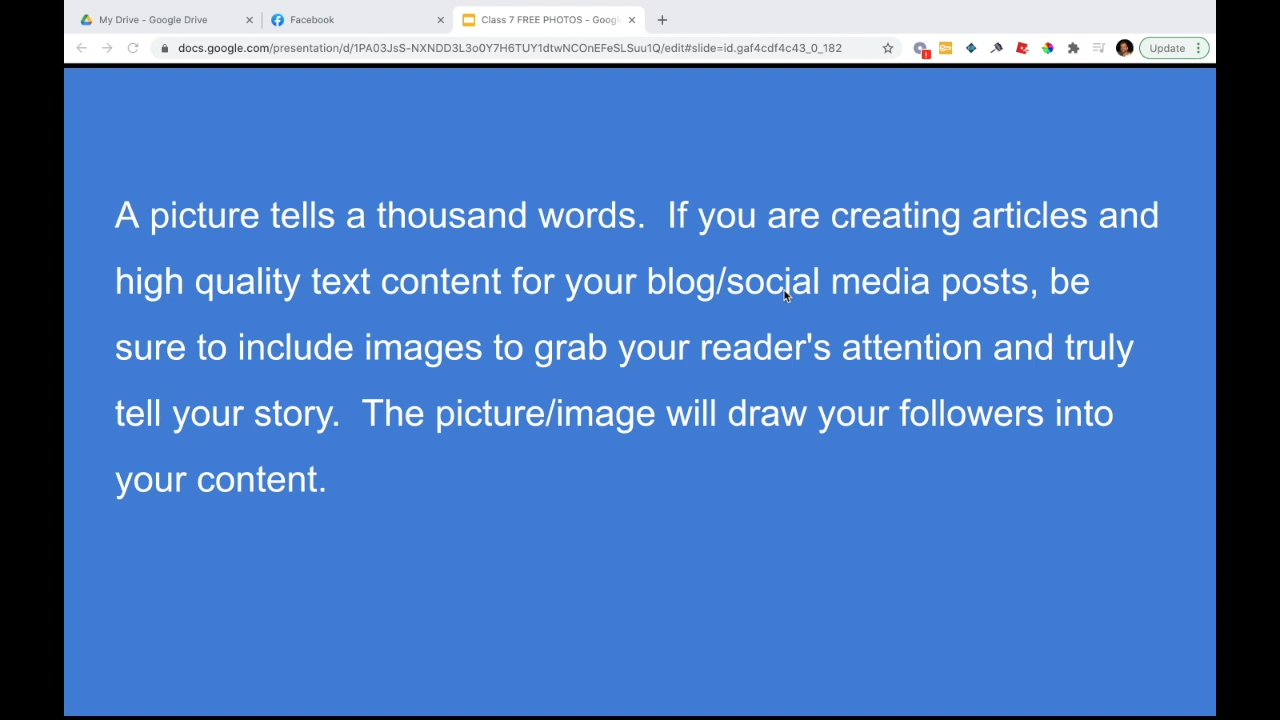 My Drive - Google Drive
Facebook
Class 7 FREE PHOTOS - Googl
docs.google.com/presentation/d/1PA03JsS-NXNDD3L3o0Y7H6TUY1dtwNCOnEFeSLSuu1Q/edit#slide=id.gaf4cdf4c43_0_182
Update
A picture tells a thousand words.  If you are creating articles and
high quality text content for your blog/social media posts, be
sure to include images to grab your reader's attention and truly
tell your story.  The picture/image will draw your followers into
your content.